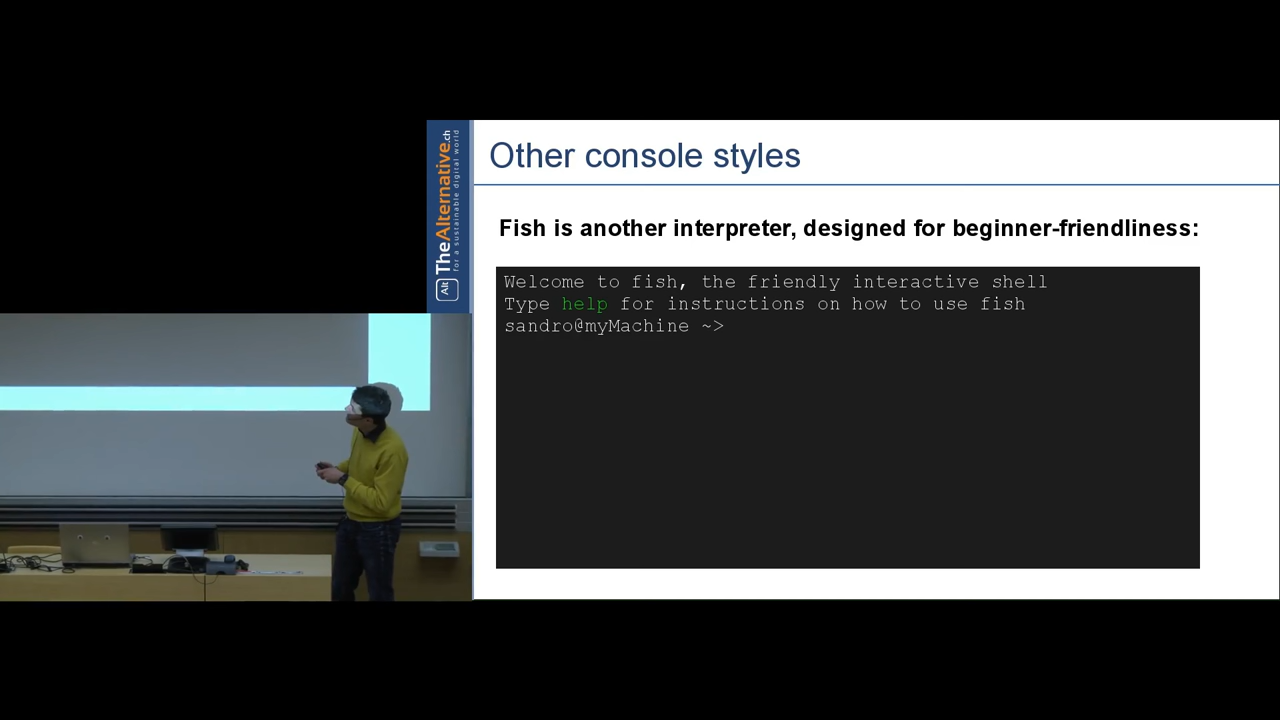 Other console styles
TheAlternative.ch
for a sustainable digital world
Alt
Fish is another interpreter, designed for beginner-friendliness:
Welcome to fish, the friendly interactive shell
Type help for instructions on how to use fish
sandro@myMachine ~>